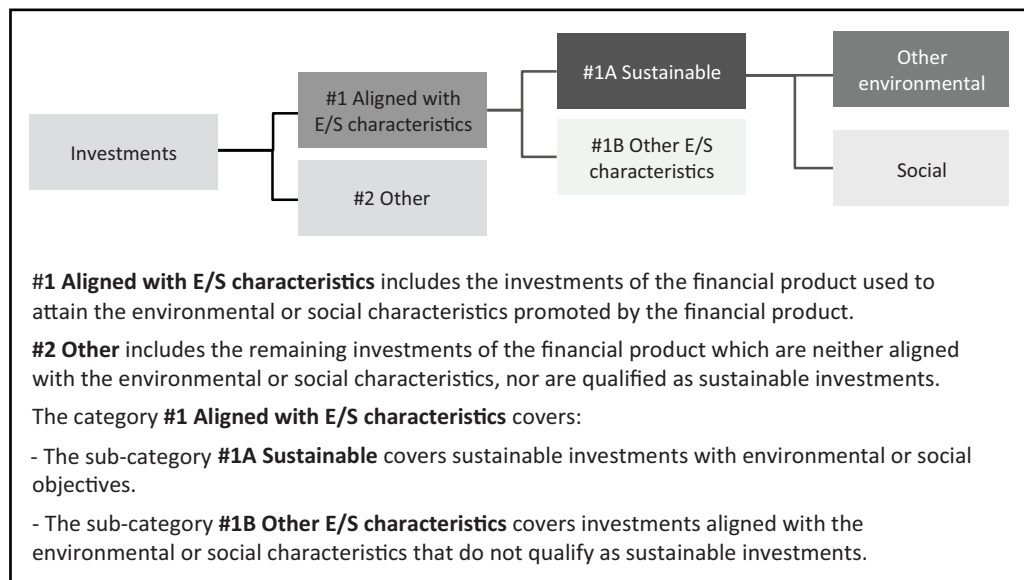 Investments
#1 Aligned with
E/S characteristics
#2 Other
#1A Sustainable
#1B Other E/S
characteristics
Other
environmental
Social
#1 Aligned with E/S characteristics includes the investments of the financial product used to
attain the environmental or social characteristics promoted by the financial product.
#2 Other includes the remaining investments of the financial product which are neither aligned
with the environmental or social characteristics, nor are qualified as sustainable investments.
The category #1 Aligned with E/S characteristics covers:
- The sub-category #1A Sustainable covers sustainable investments with environmental or social
objectives.
- The sub-category #1B Other E/S characteristics covers investments aligned with the
environmental or social characteristics that do not qualify as sustainable investments.